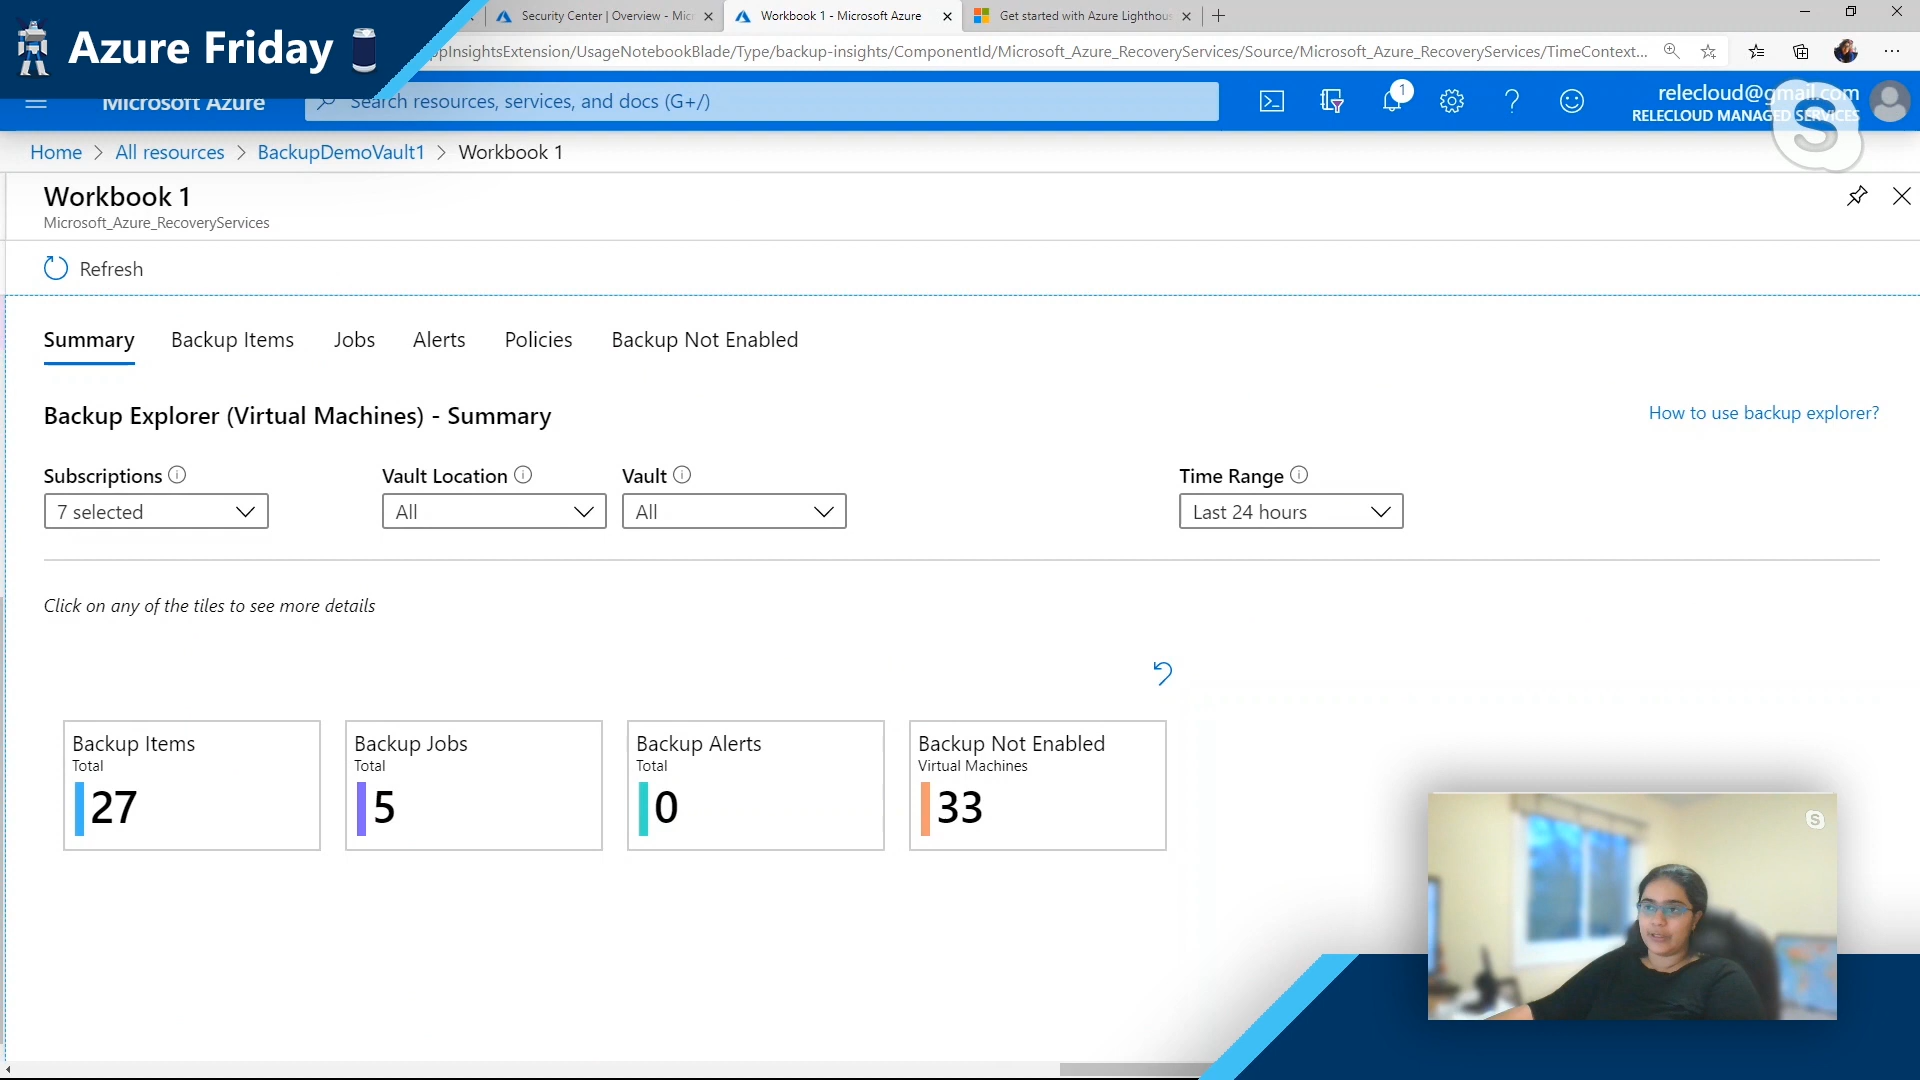 Azure Friday
Security Center | Overview - Mic
Workbook 1 - Microsoft Azure
Get started with Azure Lighthou
ppInsightsExtension/UsageNotebookBlade/Type/backup-insights/ComponentId/Microsoft_Azure_RecoveryServices/Source/Microsoft_Azure_RecoveryServices/TimeContext...
Microsoft Azure
Search resources, services, and docs (G+/)
1
relecloud@gmail.com
RELECLOUD MANAGED SERVICES
Home > All resources > BackupDemoVault1 > Workbook 1
Workbook 1
Microsoft_Azure_RecoveryServices
Refresh
Summary Backup Items Jobs Alerts Policies Backup Not Enabled
Backup Explorer (Virtual Machines) - Summary
How to use backup explorer?
Subscriptions Vault Location Vault Time Range
7 selected All All Last 24 hours
Click on any of the tiles to see more details
Backup Items
Total
27
Backup Jobs
Total
5
Backup Alerts
Total
0
Backup Not Enabled
Virtual Machines
33